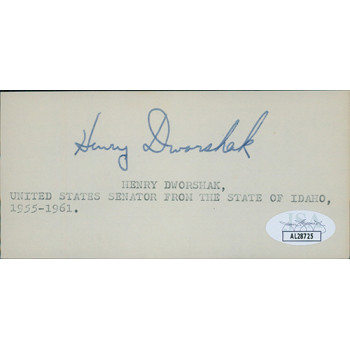 Henry Dworshak
HENRY DWORSHAK,
UNITED STATES SENATOR FROM THE STATE OF IDAHO,
1955-1961.
JSA
AL28725